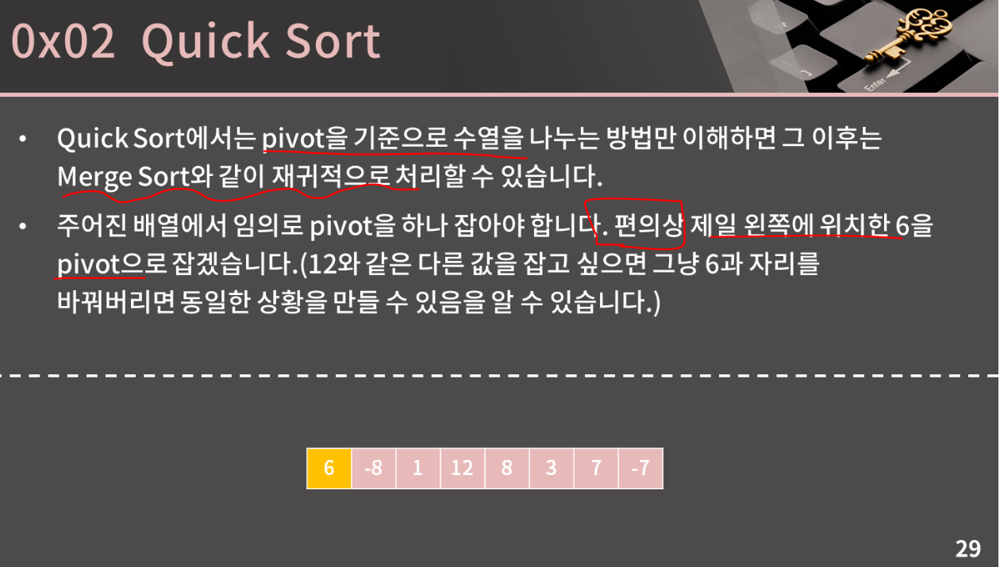 0x02 Quick Sort
Enter
• Quick Sort에서는 pivot을 기준으로 수열을 나누는 방법만 이해하면 그 이후는
Merge Sort와 같이 재귀적으로 처리할 수 있습니다.
• 주어진 배열에서 임의로 pivot을 하나 잡아야 합니다. 편의상 제일 왼쪽에 위치한 6을
pivot으로 잡겠습니다.(12와 같은 다른 값을 잡고 싶으면 그냥 6과 자리를
바꿔버리면 동일한 상황을 만들 수 있음을 알 수 있습니다.)
6 -8 1 12 8 3 7 -7
29